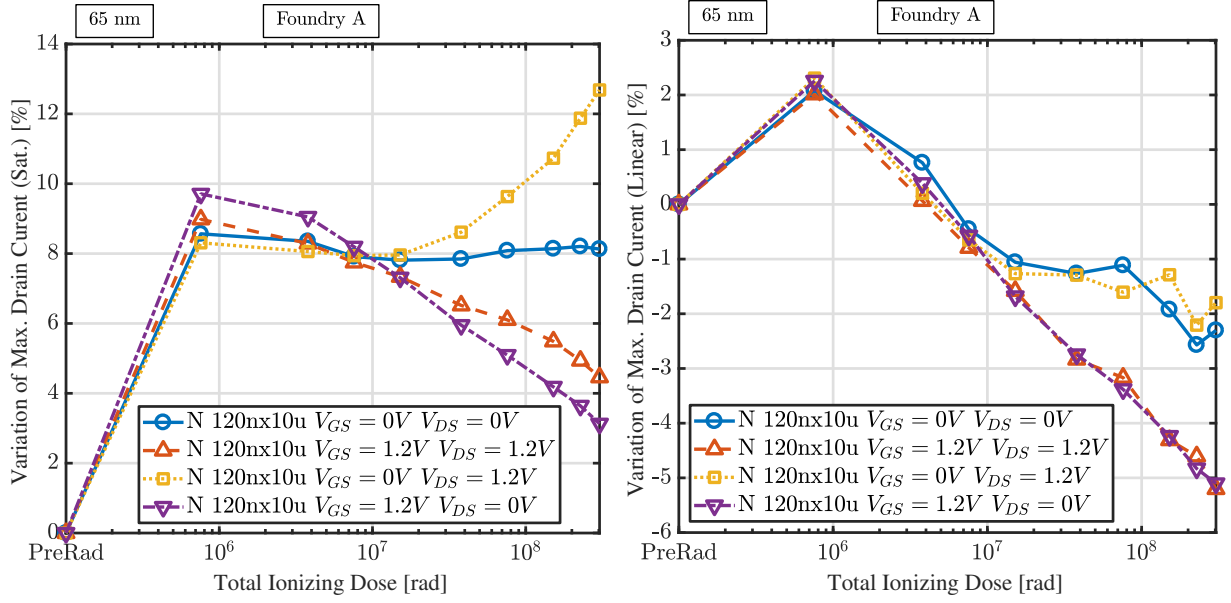 65 nm
Foundry A
14
12
10
8
6
4
2
0
Variation of Max. Drain Curent (Sat.) [%]
N 120nx10u V_GS = 0V V_DS = 0V
N 120nx10u V_GS = 1.2V V_DS = 1.2V
N 120nx10u V_GS = 0V V_DS = 1.2V
N 120nx10u V_GS = 1.2V V_DS = 0V
PreRad
10^6
10^7
10^8
Total Ionizing Dose [rad]
65 nm
Foundry A
3
2
1
0
-1
-2
-3
-4
-5
-6
Variation of Max. Drain Curent (Linear) [%]
N 120nx10u V_GS = 0V V_DS = 0V
N 120nx10u V_GS = 1.2V V_DS = 1.2V
N 120nx10u V_GS = 0V V_DS = 1.2V
N 120nx10u V_GS = 1.2V V_DS = 0V
PreRad
10^6
10^7
10^8
Total Ionizing Dose [rad]